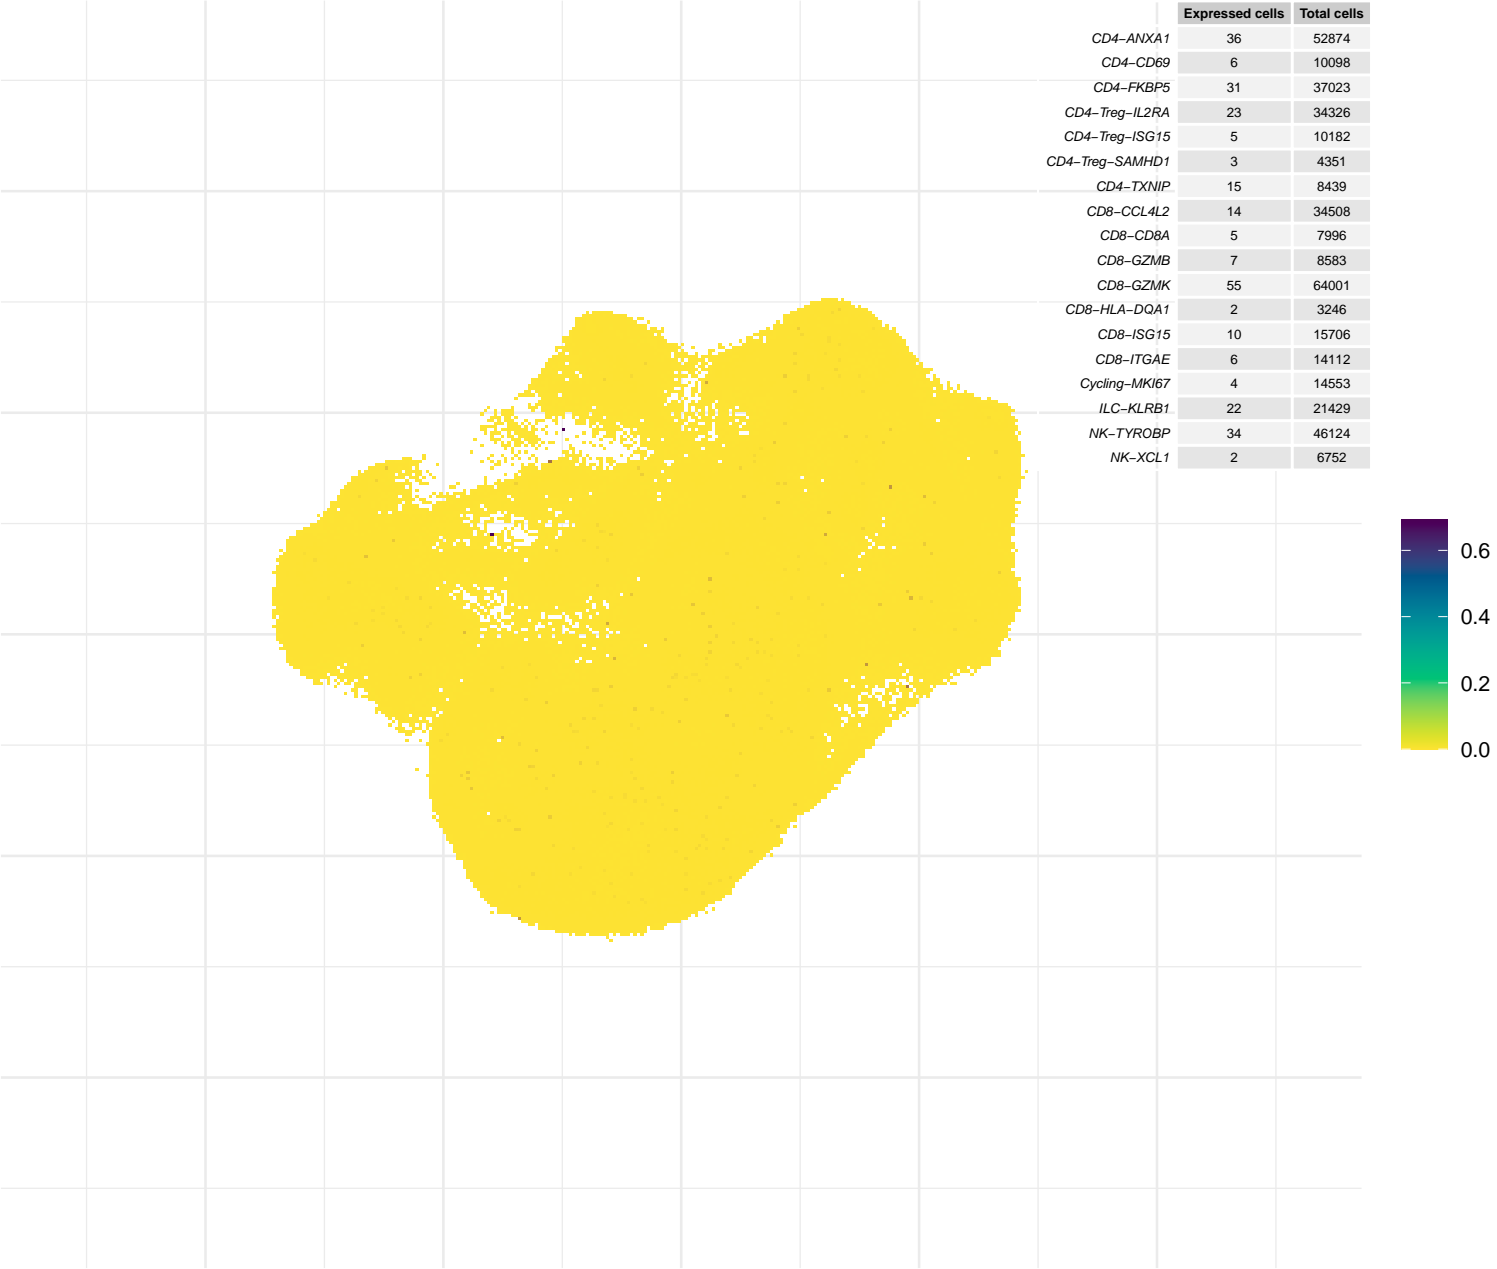 Expressed cells Total cells
CD4−ANXA1 36 52874
CD4−CD69 6 10098
CD4−FKBP5 31 37023
CD4−Treg−IL2RA 23 34326
CD4−Treg−ISG15 5 10182
CD4−Treg−SAMHD1 3 4351
CD4−TXNIP 15 8439
CD8−CCL4L2 14 34508
CD8−CD8A 5 7996
CD8−GZMB 7 8583
CD8−GZMK 55 64001
CD8−HLA−DQA1 2 3246
CD8−ISG15 10 15706
CD8−ITGAE 6 14112
Cycling−MKI67 4 14553
ILC−KLRB1 22 21429
NK−TYROBP 34 46124
NK−XCL1 2 6752
0.6
0.4
0.2
0.0